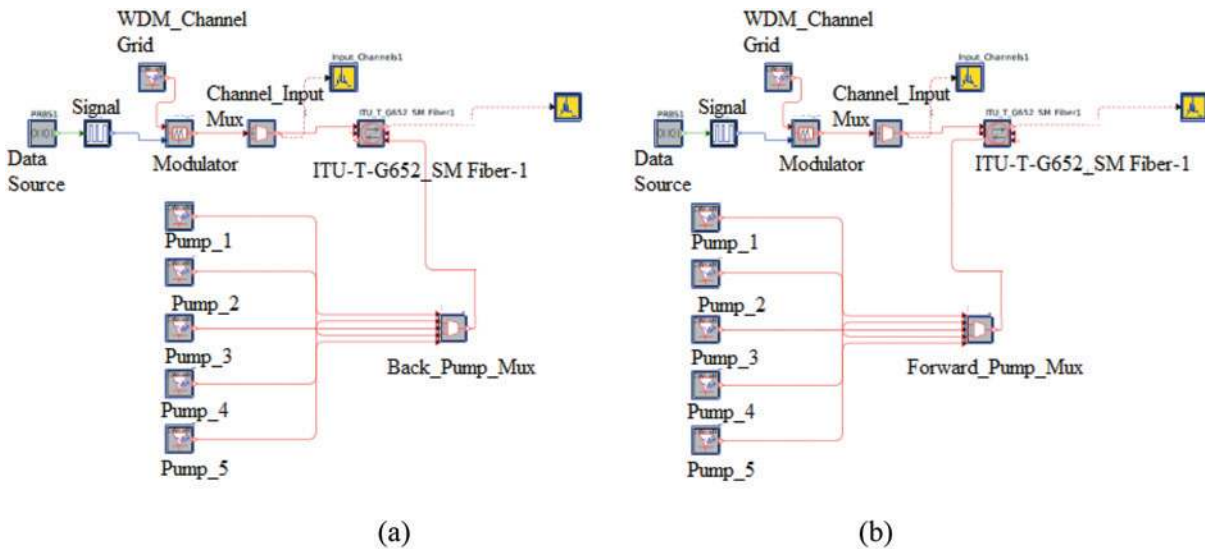 WDM_Channel
Grid
Input_Channels1
Signal
Channel_Input
Mux
PRBS1
ITU_T_G652_SM Fiber1
Data
Source
Modulator
ITU-T-G652_SM Fiber-1
Pump_1
Pump_2
Pump_3
Back_Pump_Mux
Pump_4
Pump_5
(a)
WDM_Channel
Grid
Input_Channels1
Signal
Channel_Input
Mux
PRBS1
ITU_T_G652_SM Fiber1
Data
Source
Modulator
ITU-T-G652_SM Fiber-1
Pump_1
Pump_2
Pump_3
Forward_Pump_Mux
Pump_4
Pump_5
(b)